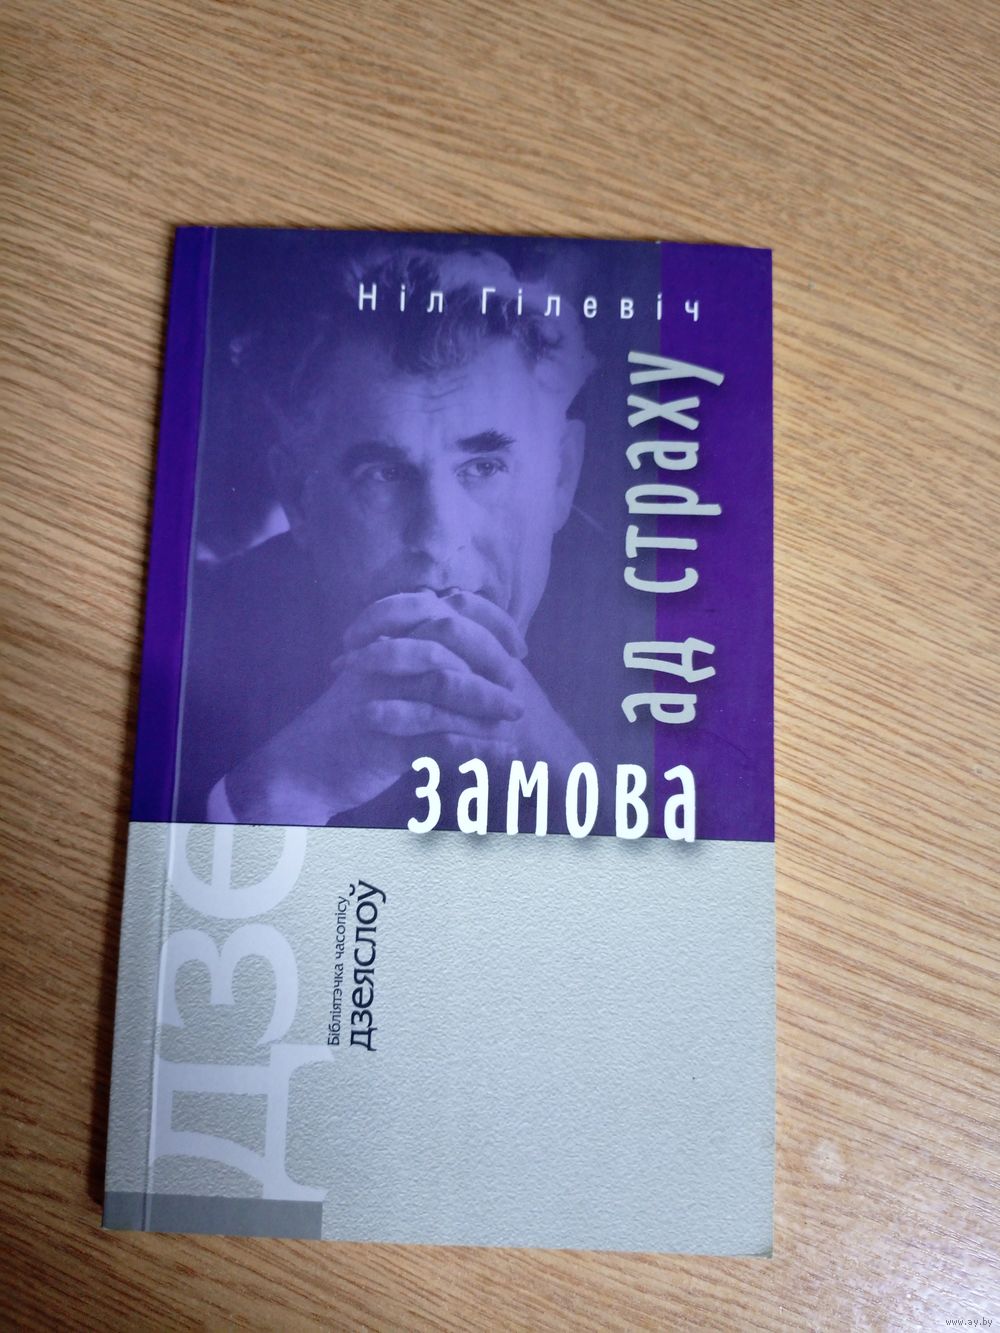 Ніл Гілевіч
замова
ад страху
Бібліятэчка часопісу
дзеяслоў
Дзе
www.ay.by